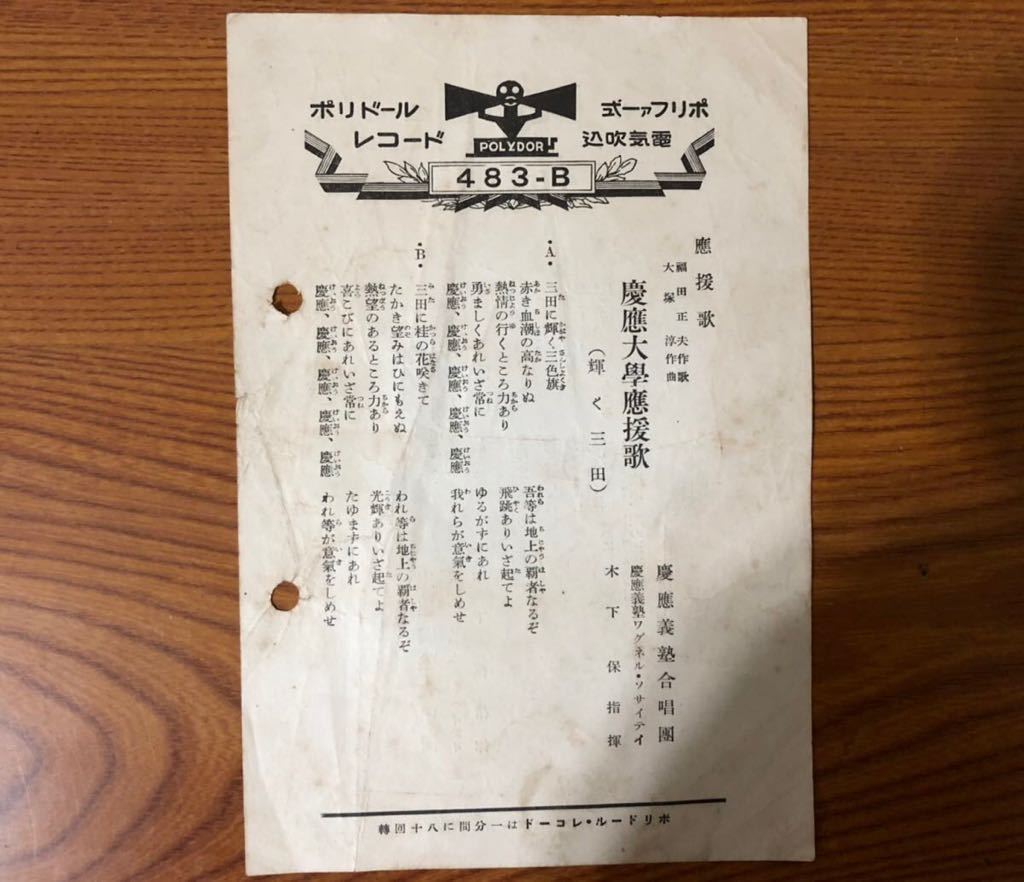 ポリファー式
電気吹込
ポリドール
レコード
POLYDOR
483-B
應援歌
福田正夫作歌
大塚淳作曲
慶應大學應援歌
(輝く三田)
慶應義塾合唱團
慶應義塾ワグネル・ソサイテイ
木下保指揮
・A・
三田に輝く三色旗
赤き血潮の高なりぬ
熱情の行くところ力あり
勇ましくあれいざ常に
慶應、慶應、慶應、慶應、慶應
吾等は地上の覇者なるぞ
飛跳ありいざ起てよ
ゆるがずにあれ
我れらが意氣をしめせ
・B・
三田に桂の花咲きて
たかき望みはひにもえぬ
熱望のあるところ力あり
喜こびにあれいざ常に
慶應、慶應、慶應、慶應、慶應
われ等は地上の覇者なるぞ
光輝ありいざ起てよ
たゆまずにあれ
われ等が意氣をしめせ
ポリドール・レコードは一分間に八十回轉